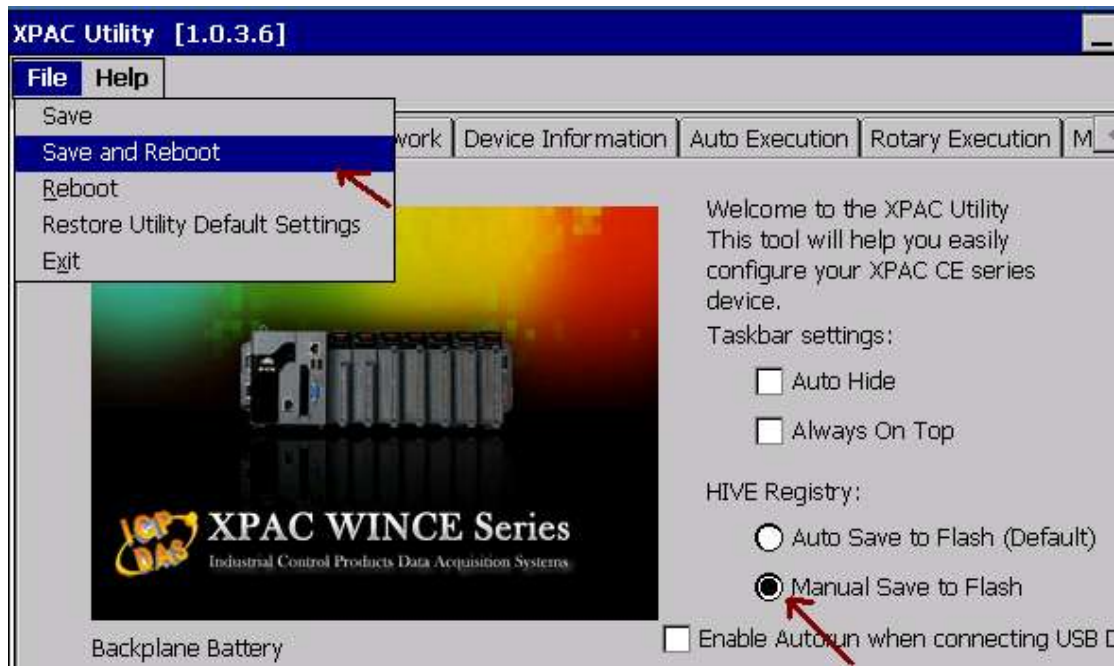 XPAC Utility [1.0.3.6]
File Help
Save
Save and Reboot
Reboot
Restore Utility Default Settings
Exit
Device Information Auto Execution Rotary Execution
Welcome to the XPAC Utility
This tool will help you easily
configure your XPAC CE series
device.
Taskbar settings:
Auto Hide
Always On Top
HIVE Registry:
Auto Save to Flash (Default)
Manual Save to Flash
Enable Autorun when connecting USB
ICP
DAS
XPAC WINCE Series
Industrial Control Products Data Acquisition Systems
Backplane Battery